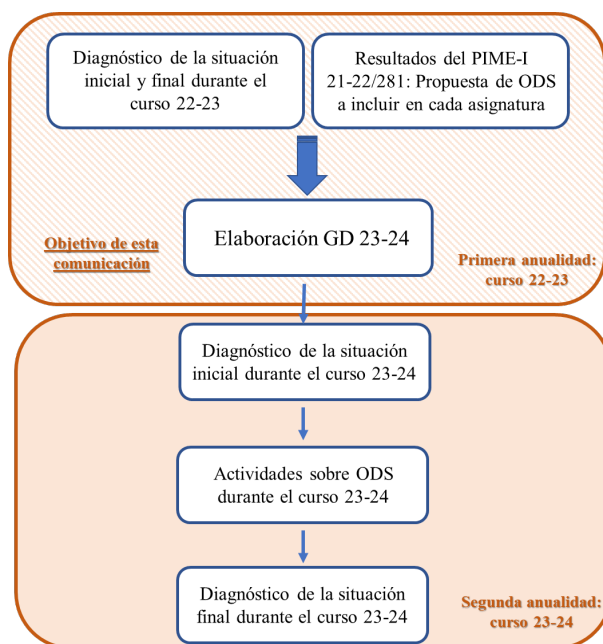 Diagnóstico de la situación
inicial y final durante el
curso 22-23
Resultados del PIME-I
21-22/281: Propuesta de ODS
a incluir en cada asignatura
Elaboración GD 23-24
Objetivo de esta
comunicación
Primera anualidad:
curso 22-23
Diagnóstico de la situación
inicial durante el curso 23-24
Actividades sobre ODS
durante el curso 23-24
Diagnóstico de la situación
final durante el curso 23-24
Segunda anualidad:
curso 23-24